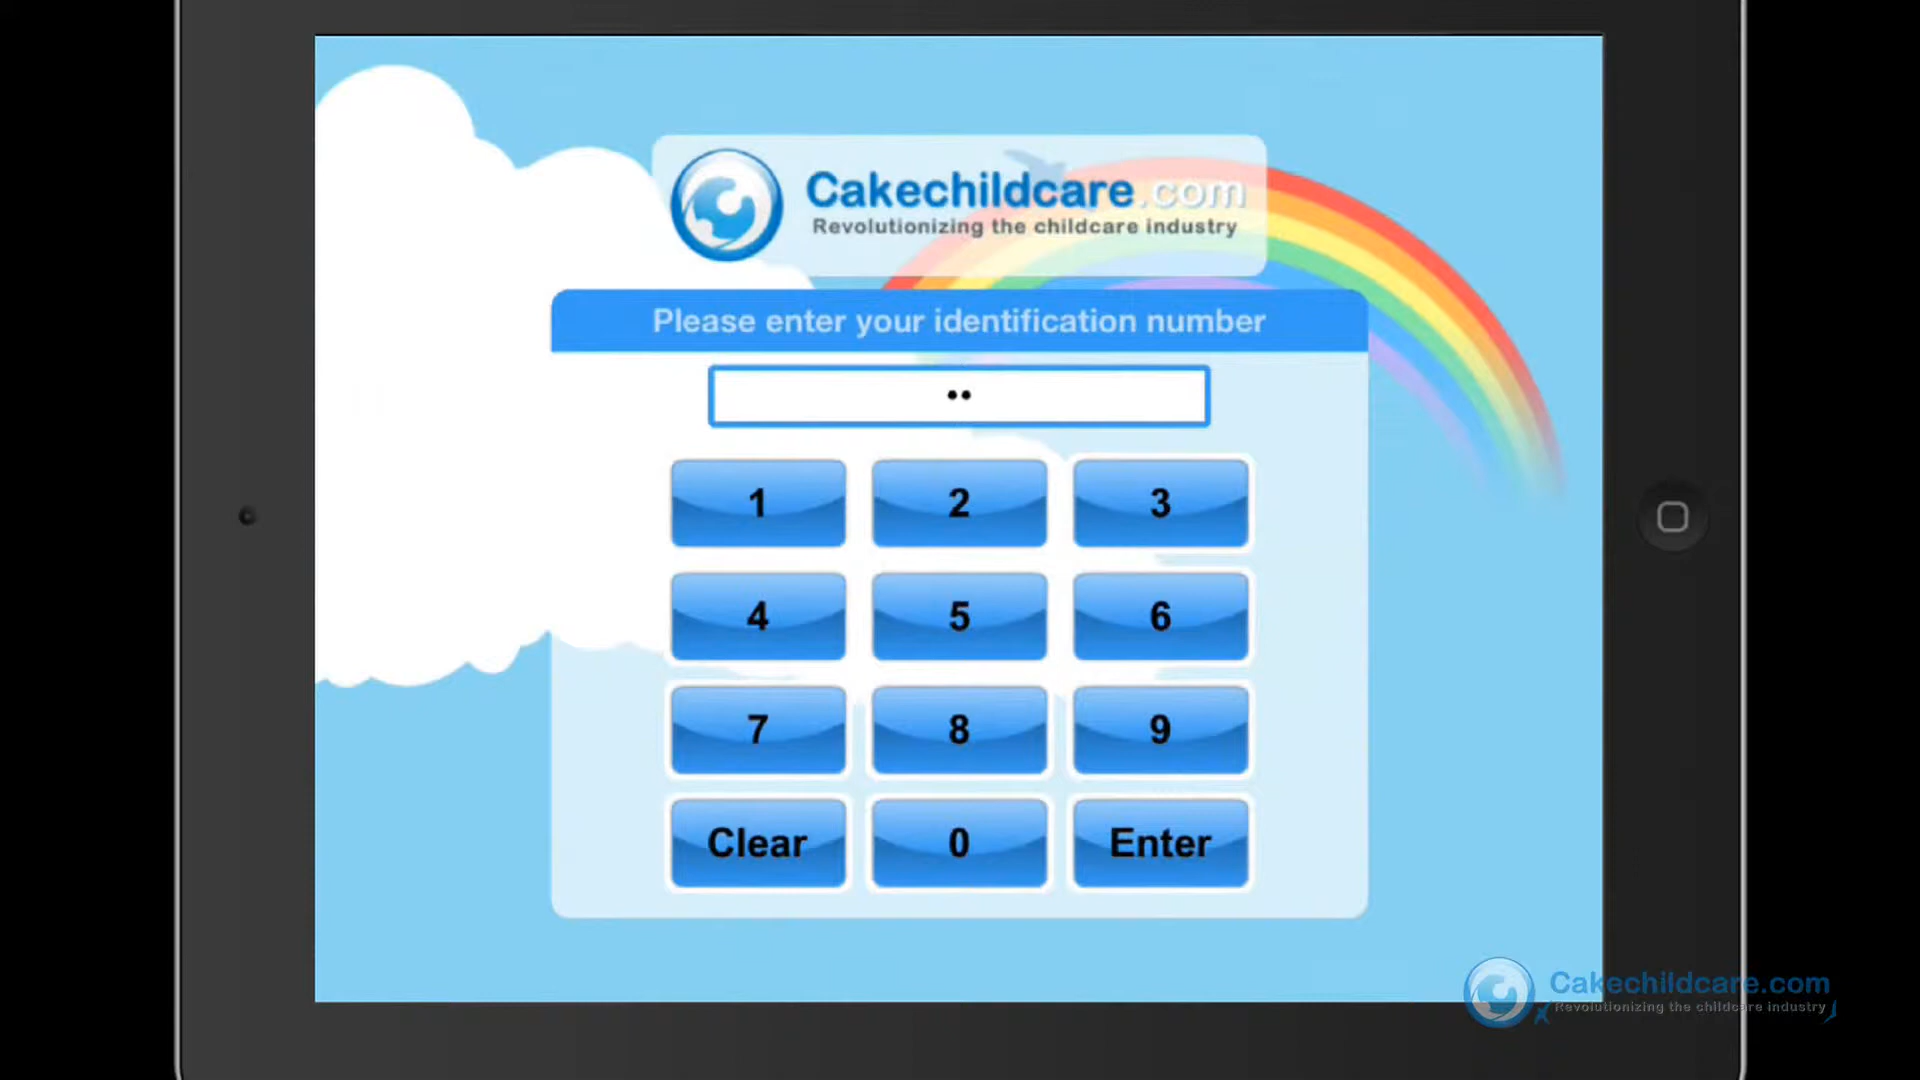 Cakechildcare.com
Revolutionizing the childcare industry
Please enter your identification number
••
1 2 3
4 5 6
7 8 9
Clear 0 Enter
Cakechildcare.com
Revolutionizing the childcare industry